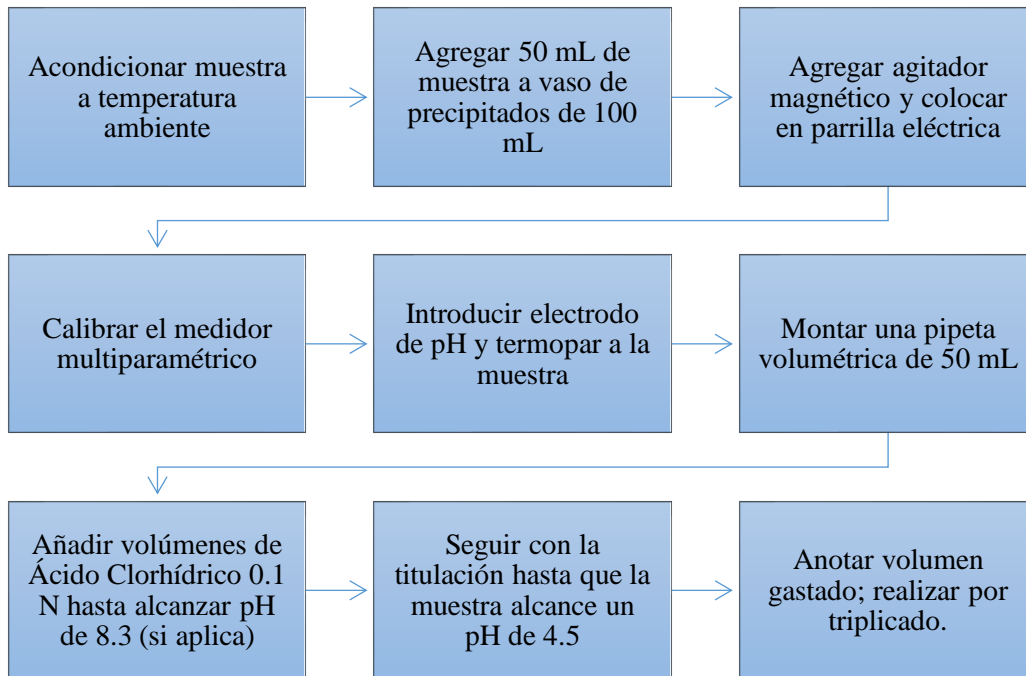 Acondicionar muestra
a temperatura
ambiente
Agregar 50 mL de
muestra a vaso de
precipitados de 100
mL
Agregar agitador
magnético y colocar
en parrilla eléctrica
Calibrar el medidor
multiparamétrico
Introducir electrodo
de pH y termopar a la
muestra
Montar una pipeta
volumétrica de 50 mL
Añadir volúmenes de
Ácido Clorhídrico 0.1
N hasta alcanzar pH
de 8.3 (si aplica)
Seguir con la
titulación hasta que la
muestra alcance un
pH de 4.5
Anotar volumen
gastado; realizar por
triplicado.